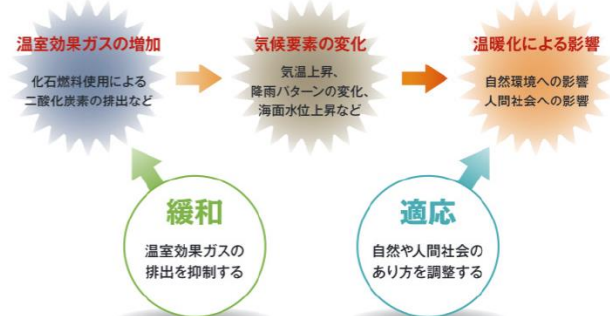 温室効果ガスの増加
化石燃料使用による
二酸化炭素の排出など
気候要素の変化
気温上昇、
降雨パターンの変化、
海面水位上昇など
温暖化による影響
自然環境への影響
人間社会への影響
緩和
温室効果ガスの
排出を抑制する
適応
自然や人間社会の
あり方を調整する